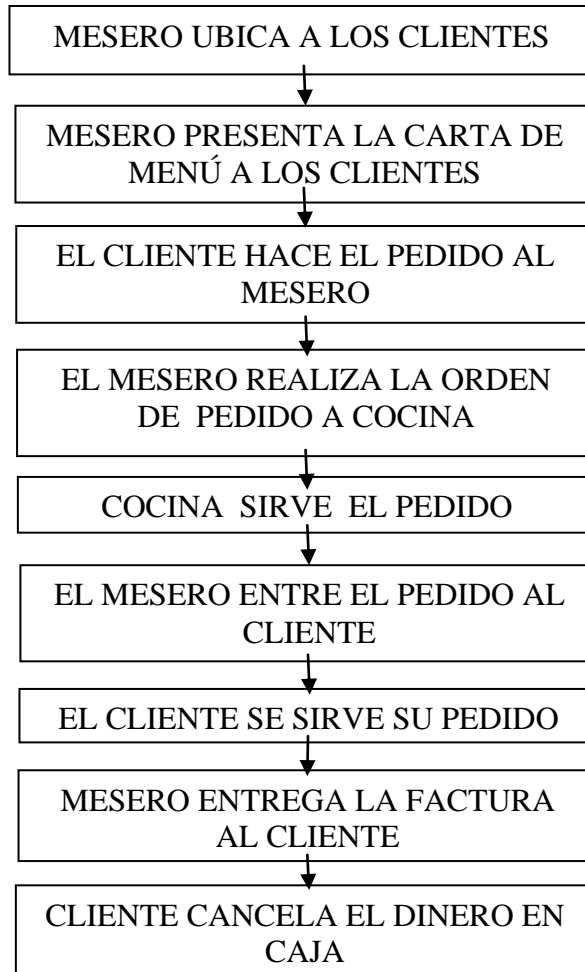 MESERO UBICA A LOS CLIENTES
MESERO PRESENTA LA CARTA DE
MENÚ A LOS CLIENTES
EL CLIENTE HACE EL PEDIDO AL
MESERO
EL MESERO REALIZA LA ORDEN
DE PEDIDO A COCINA
COCINA SIRVE EL PEDIDO
EL MESERO ENTRE EL PEDIDO AL
CLIENTE
EL CLIENTE SE SIRVE SU PEDIDO
MESERO ENTREGA LA FACTURA
AL CLIENTE
CLIENTE CANCELA EL DINERO EN
CAJA